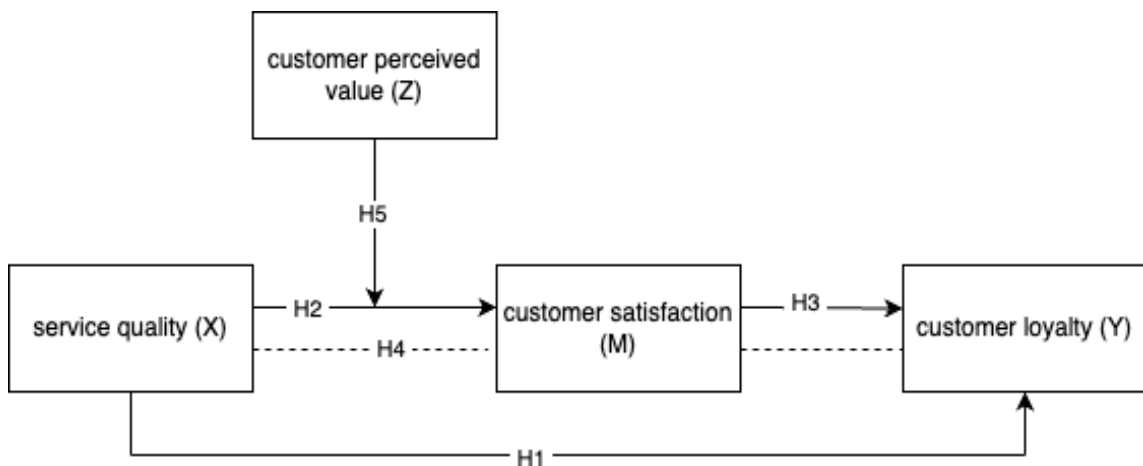 customer perceived
value (Z)
H5
H2
H3
service quality (X)
customer satisfaction
(M)
customer loyalty (Y)
H4
H1